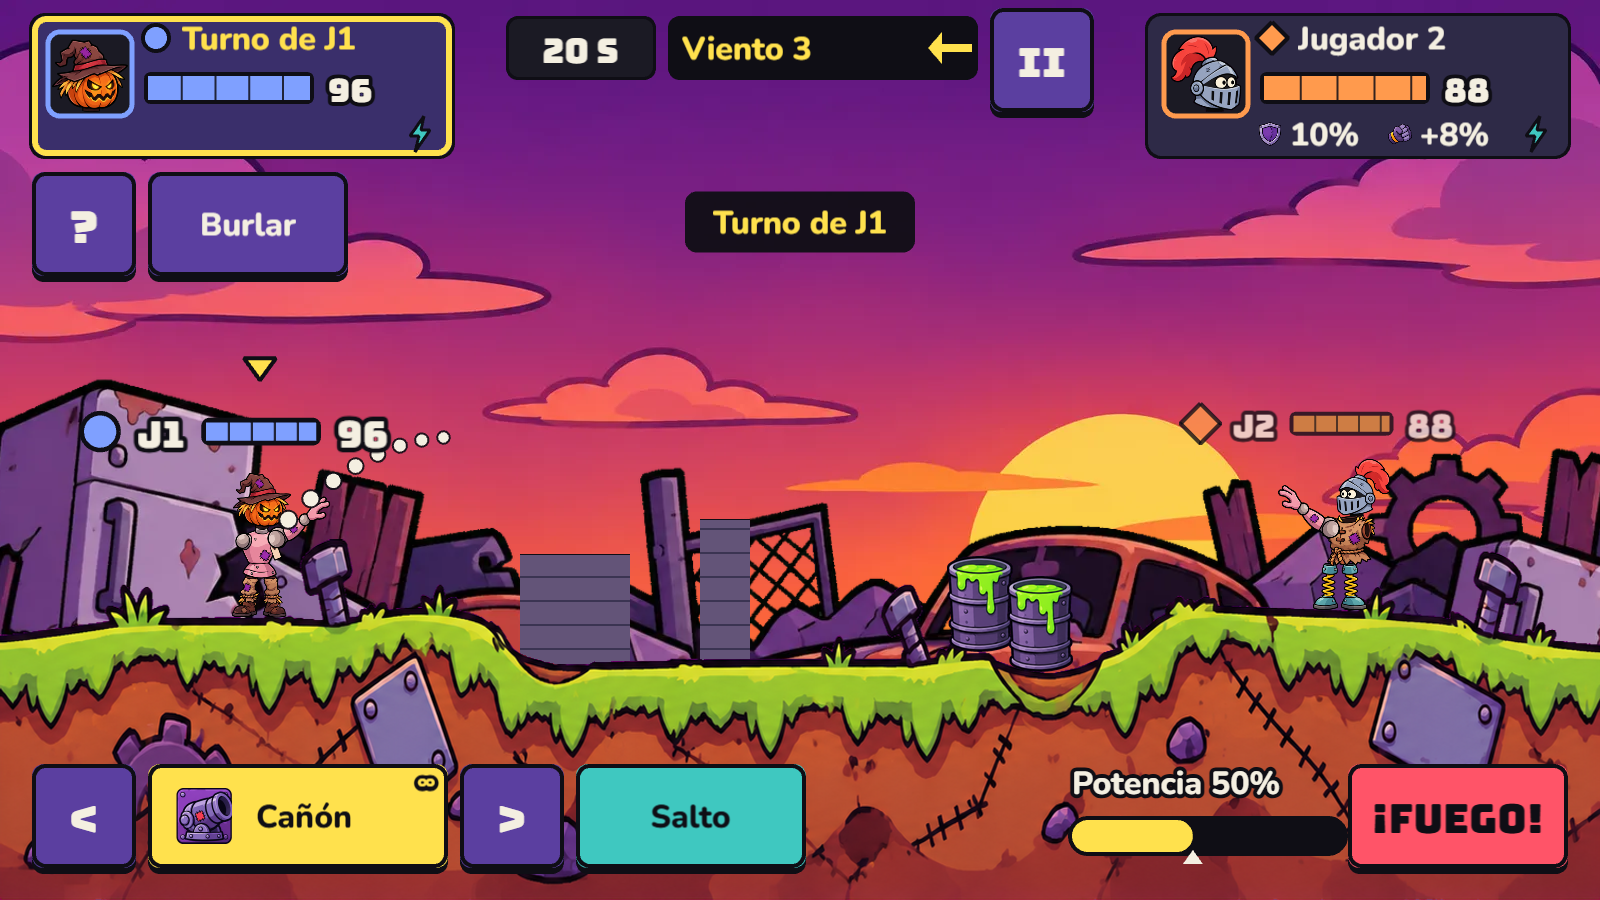 Turno de J1
96
20 S
Viento 3
II
Jugador 2
88
10%
+8%
?
Burlar
Turno de J1
J1
96
J2
88
<
Cañón
∞
>
Salto
Potencia 50%
¡FUEGO!